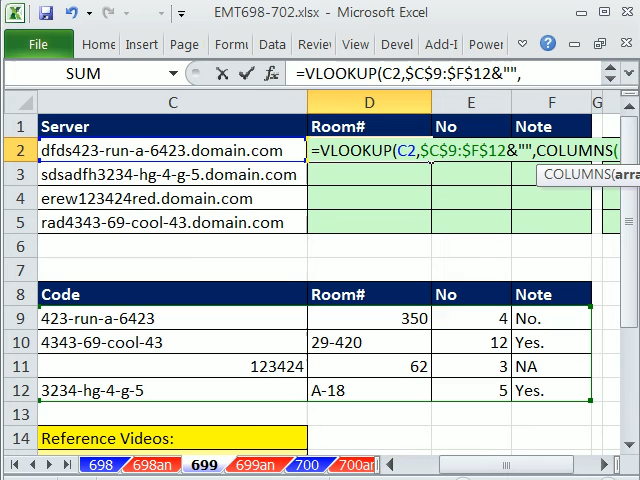 EMT698-702.xlsx - Microsoft Excel
File Home Insert Page Formu Data Reviev View Devel Add-I Power
SUM fx =VLOOKUP(C2,$C$9:$F$12&"",
C D E F G
1 Server Room# No Note
2 dfds423-run-a-6423.domain.com =VLOOKUP(C2,$C$9:$F$12&"",COLUMNS(
3 sdsadfh3234-hg-4-g-5.domain.com COLUMNS(arra
4 erew123424red.domain.com
5 rad4343-69-cool-43.domain.com
6
7
8 Code Room# No Note
9 423-run-a-6423 350 4 No.
10 4343-69-cool-43 29-420 12 Yes.
11 123424 62 3 NA
12 3234-hg-4-g-5 A-18 5 Yes.
13
14 Reference Videos:
698 698an 699 699an 700 700an